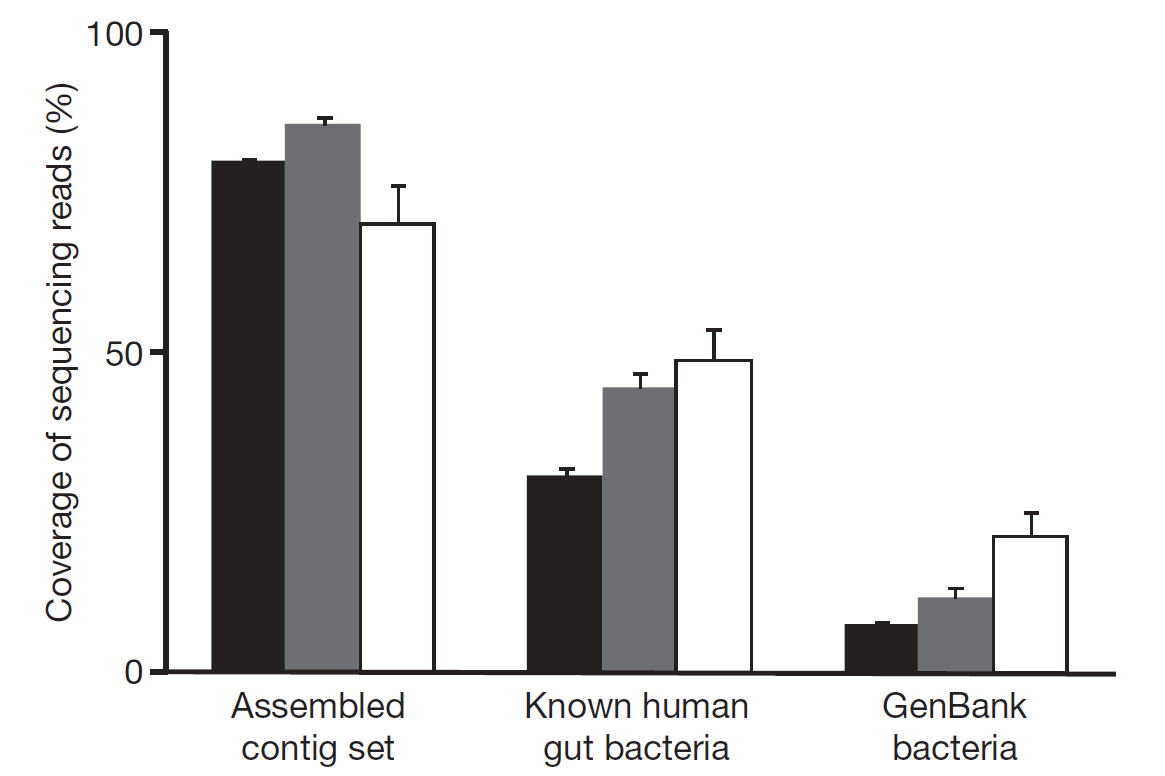 100
50
0
Coverage of sequencing reads (%)
Assembled
contig set
Known human
gut bacteria
GenBank
bacteria